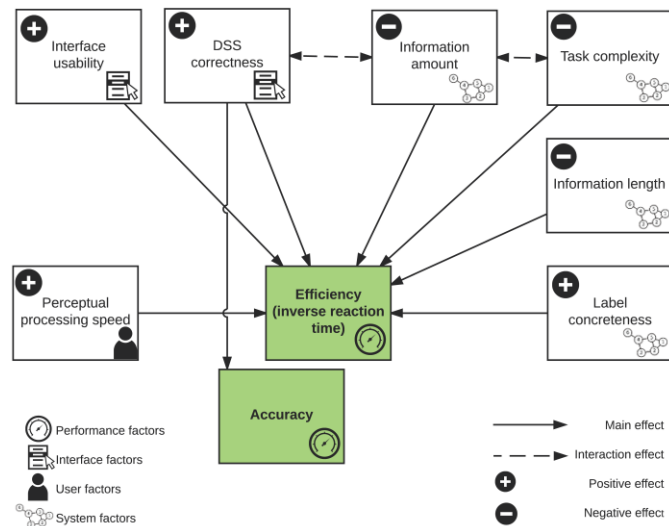 Interface
usability
DSS
correctness
Information
amount
Task complexity
Information length
Perceptual
processing speed
Efficiency
(inverse reaction
time)
Label
concreteness
Accuracy
Performance factors
Interface factors
User factors
System factors
Main effect
Interaction effect
Positive effect
Negative effect